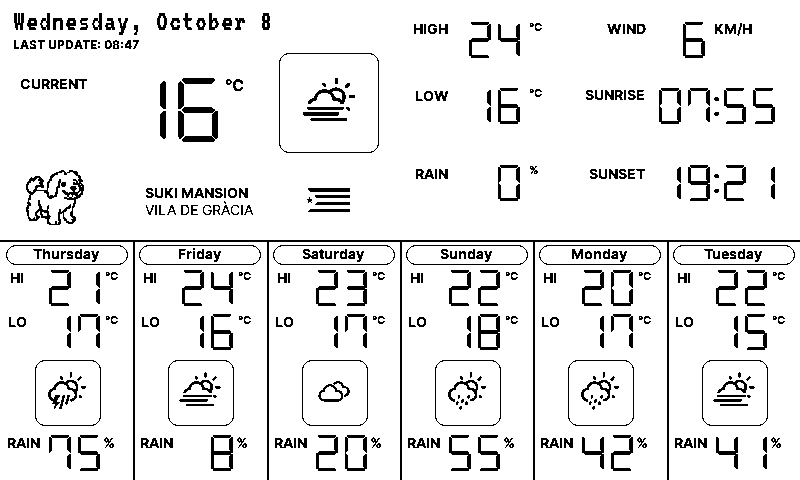 Wednesday, October 8
LAST UPDATE: 08:47
CURRENT 16 °C
SUKI MANSION
VILA DE GRÀCIA
HIGH 24 °C
LOW 16 °C
RAIN 0 %
WIND 6 KM/H
SUNRISE 07:55
SUNSET 19:21
Thursday
HI 21 °C
LO 17 °C
RAIN 75 %
Friday
HI 24 °C
LO 16 °C
RAIN 8 %
Saturday
HI 23 °C
LO 17 °C
RAIN 20 %
Sunday
HI 22 °C
LO 18 °C
RAIN 55 %
Monday
HI 20 °C
LO 17 °C
RAIN 42 %
Tuesday
HI 22 °C
LO 15 °C
RAIN 41 %